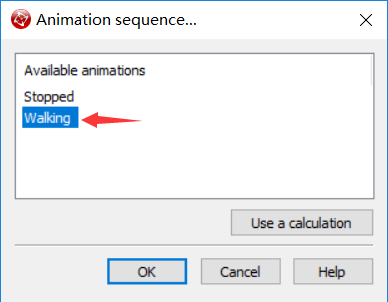 Animation sequence...
Available animations
Stopped
Walking
Use a calculation
OK Cancel Help